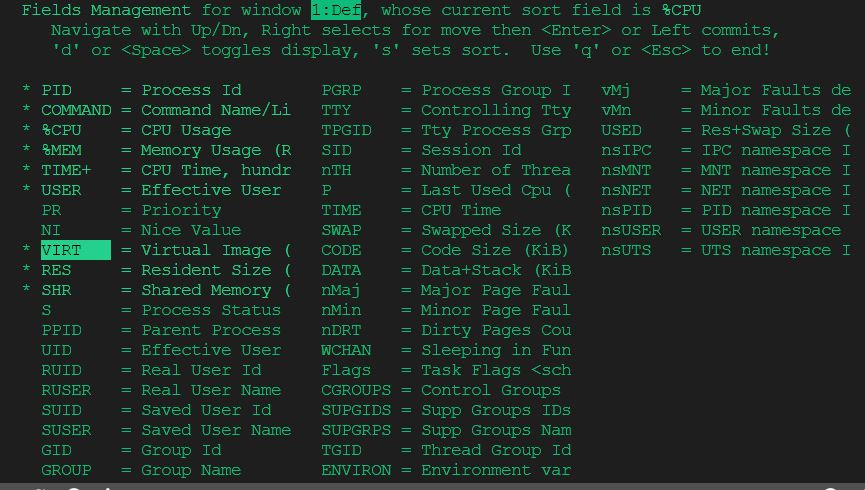 Fields Management for window 1:Def, whose current sort field is %CPU
   Navigate with Up/Dn, Right selects for move then <Enter> or Left commits,
   'd' or <Space> toggles display, 's' sets sort.  Use 'q' or <Esc> to end!

* PID     = Process Id        PGRP    = Process Group I   vMj     = Major Faults de
* COMMAND = Command Name/Li   TTY     = Controlling Tty   vMn     = Minor Faults de
* %CPU    = CPU Usage         TPGID   = Tty Process Grp   USED    = Res+Swap Size (
* %MEM    = Memory Usage (R   SID     = Session Id        nsIPC   = IPC namespace I
* TIME+   = CPU Time, hundr   nTH     = Number of Threa   nsMNT   = MNT namespace I
* USER    = Effective User    P       = Last Used Cpu (   nsNET   = NET namespace I
  PR      = Priority          TIME    = CPU Time          nsPID   = PID namespace I
  NI      = Nice Value        SWAP    = Swapped Size (K   nsUSER  = USER namespace
* VIRT    = Virtual Image (   CODE    = Code Size (KiB)   nsUTS   = UTS namespace I
* RES     = Resident Size (   DATA    = Data+Stack (KiB
* SHR     = Shared Memory (   nMaj    = Major Page Faul
  S       = Process Status    nMin    = Minor Page Faul
  PPID    = Parent Process    nDRT    = Dirty Pages Cou
  UID     = Effective User    WCHAN   = Sleeping in Fun
  RUID    = Real User Id      Flags   = Task Flags <sch
  RUSER   = Real User Name    CGROUPS = Control Groups
  SUID    = Saved User Id     SUPGIDS = Supp Groups IDs
  SUSER   = Saved User Name   SUPGRPS = Supp Groups Nam
  GID     = Group Id          TGID    = Thread Group Id
  GROUP   = Group Name        ENVIRON = Environment var